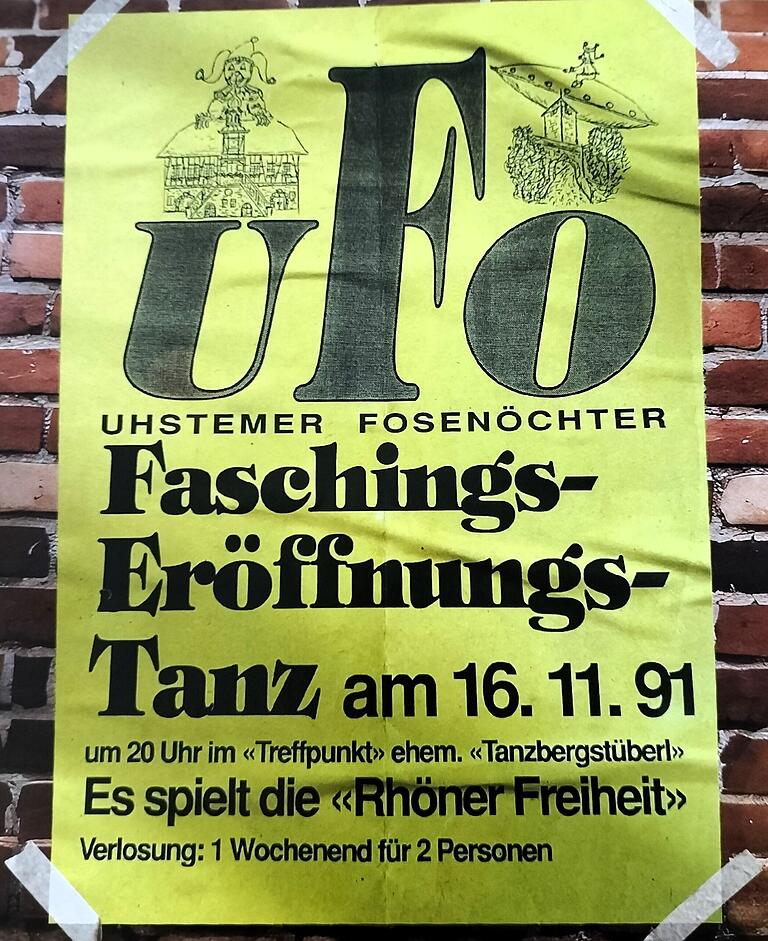 UFO
UHSTEMER FOSENÖCHTER
Faschings-
Eröffnungs-
Tanz am 16. 11. 91
um 20 Uhr im «Treffpunkt» ehem. «Tanzbergstüberl»
Es spielt die «Rhöner Freiheit»
Verlosung: 1 Wochenend für 2 Personen